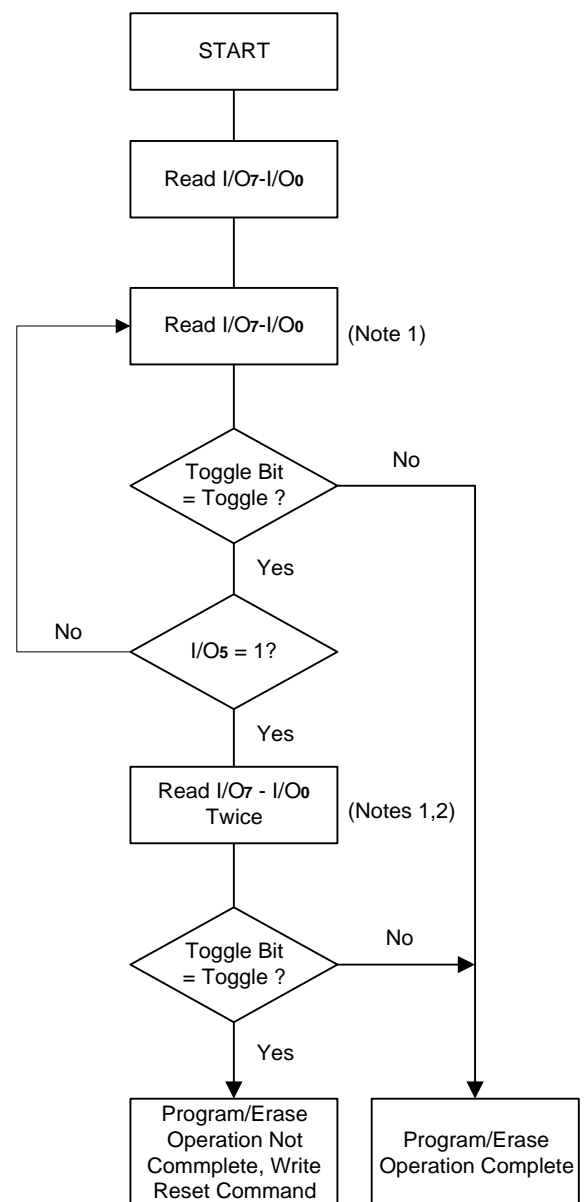 START
Read I/O7-I/O0
Read I/O7-I/O0
(Note 1)
Toggle Bit
= Toggle ?
No
Yes
No
I/O5 = 1?
Yes
Read I/O7 - I/O0
Twice
(Notes 1,2)
Toggle Bit
= Toggle ?
No
Yes
Program/Erase
Operation Not
Commplete, Write
Reset Command
Program/Erase
Operation Complete